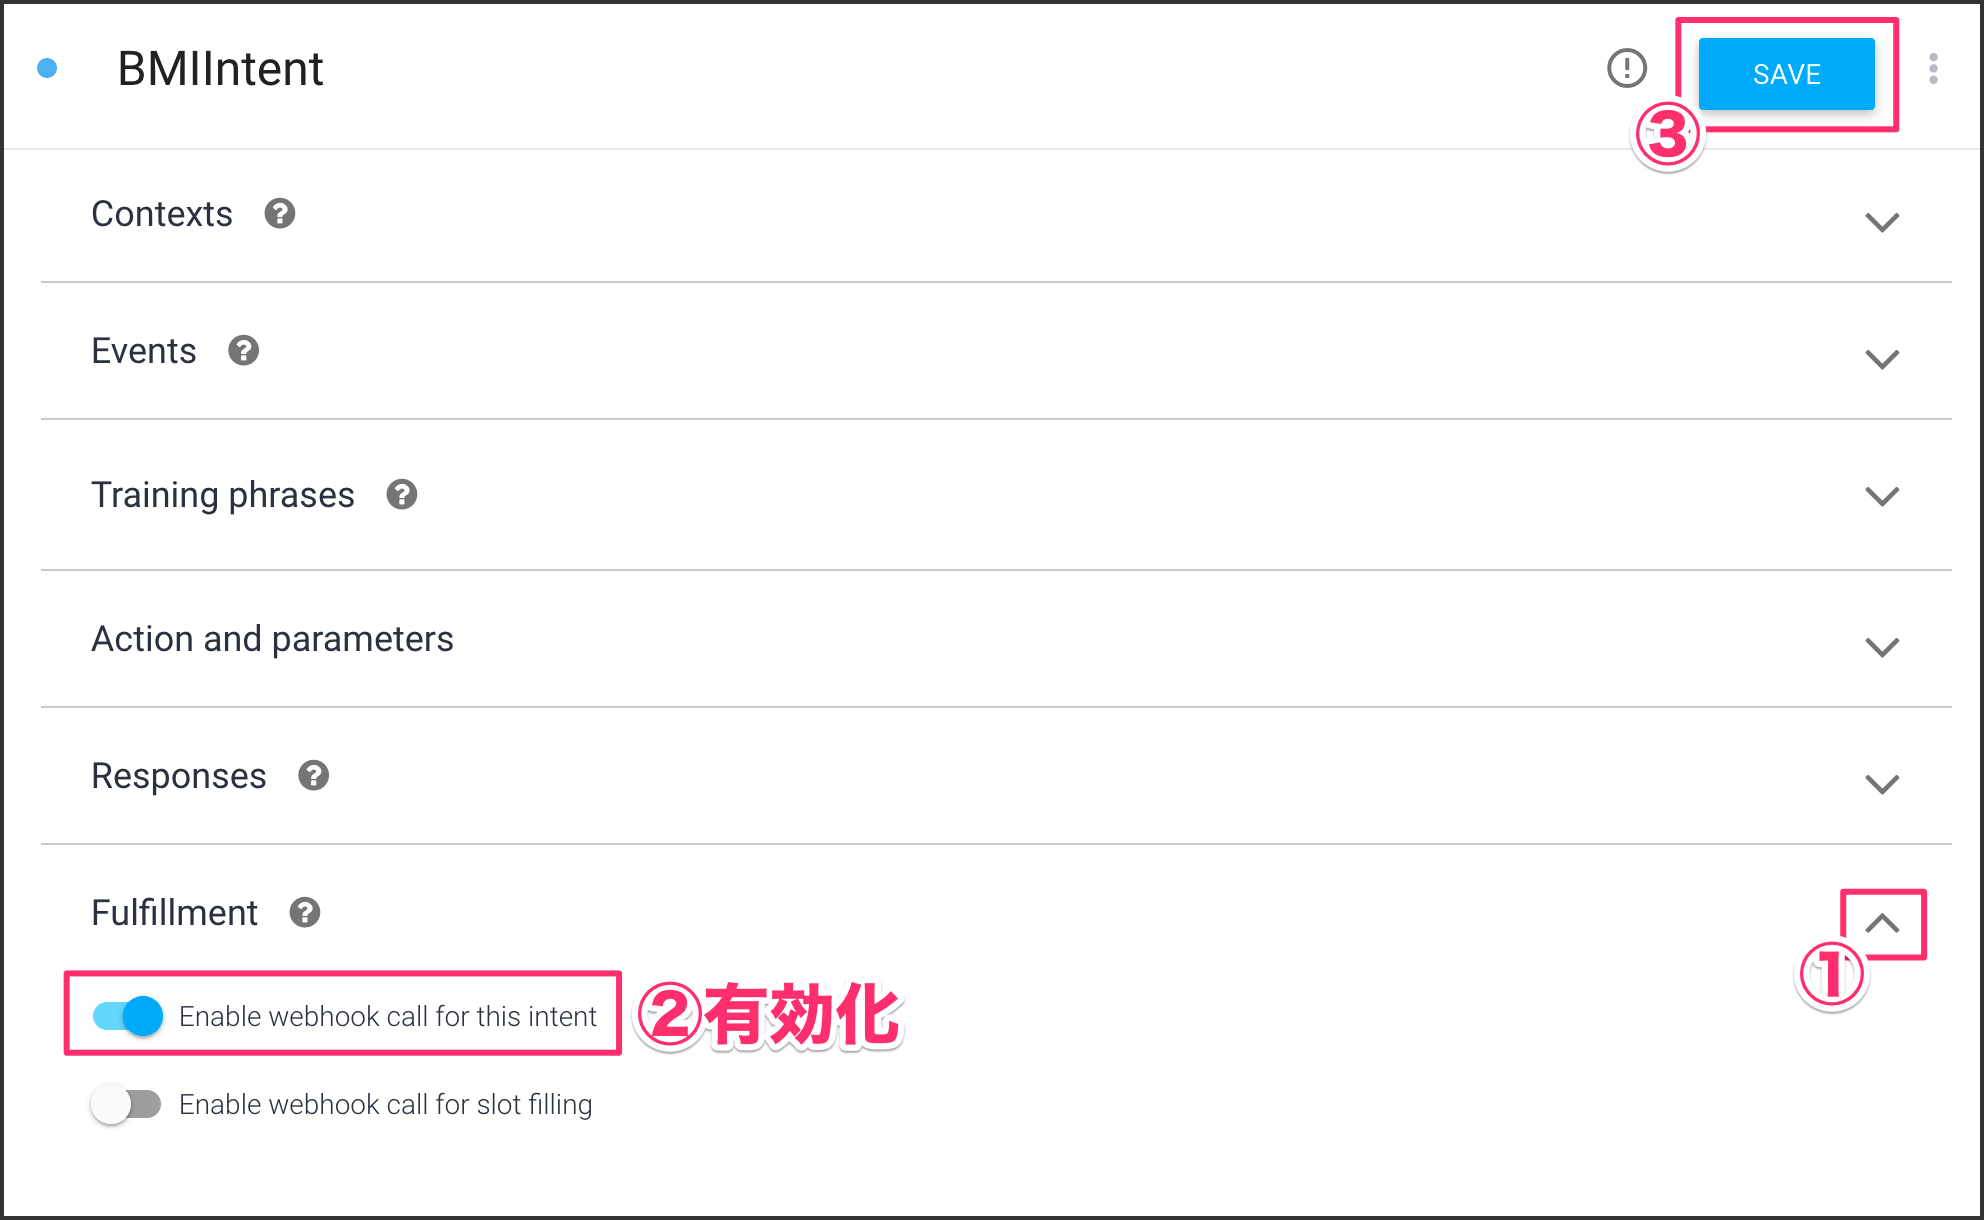 BMIIntent
SAVE
③
Contexts
Events
Training phrases
Action and parameters
Responses
Fulfillment
①
Enable webhook call for this intent
②有効化
Enable webhook call for slot filling